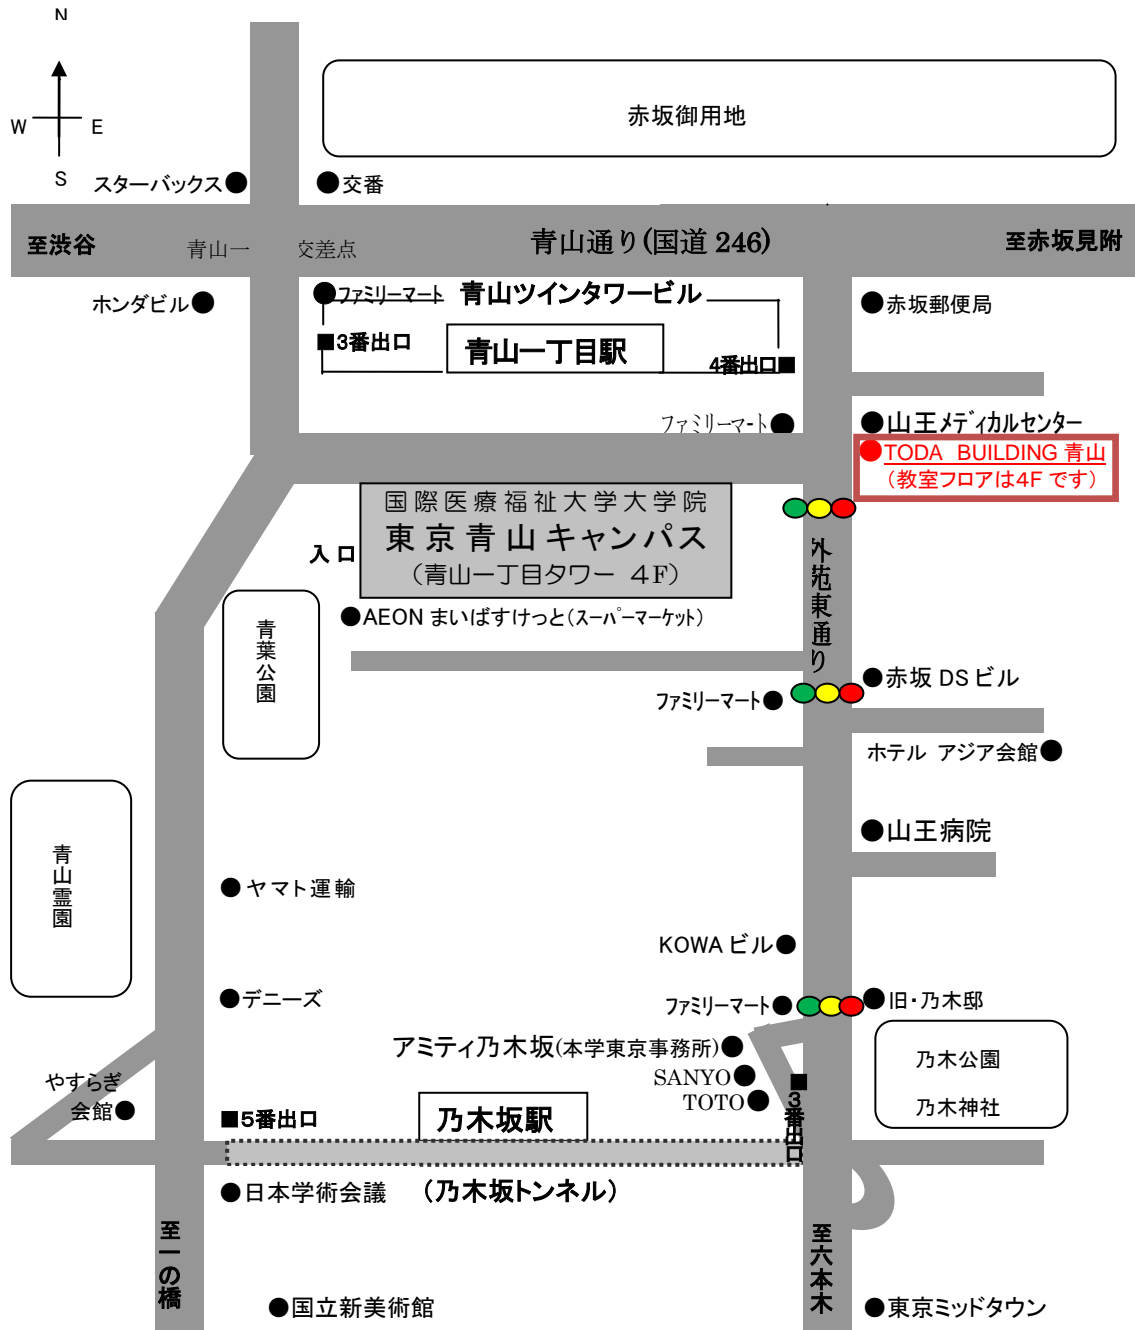 N
W
E
S
赤坂御用地
スターバックス
交番
至渋谷
青山一
交差点
青山通り(国道 246)
至赤坂見附
ホンダビル
ファミリーマート
青山ツインタワービル
赤坂郵便局
■3番出口
青山一丁目駅
4番出口■
ファミリーマート
山王メディカルセンター
TODA BUILDING 青山
(教室フロアは4F です)
国際医療福祉大学大学院
東京青山キャンパス
(青山一丁目タワー 4F)
入口
外苑東通り
AEON まいばすけっと(スーパーマーケット)
青葉公園
赤坂 DS ビル
ファミリーマート
ホテル アジア会館
山王病院
青山霊園
ヤマト運輸
KOWA ビル
デニーズ
ファミリーマート
旧・乃木邸
アミティ乃木坂(本学東京事務所)
SANYO
TOTO
乃木公園
乃木神社
やすらぎ
会館
■5番出口
乃木坂駅
■3番出口
日本学術会議
(乃木坂トンネル)
至一の橋
至六本木
国立新美術館
東京ミッドタウン